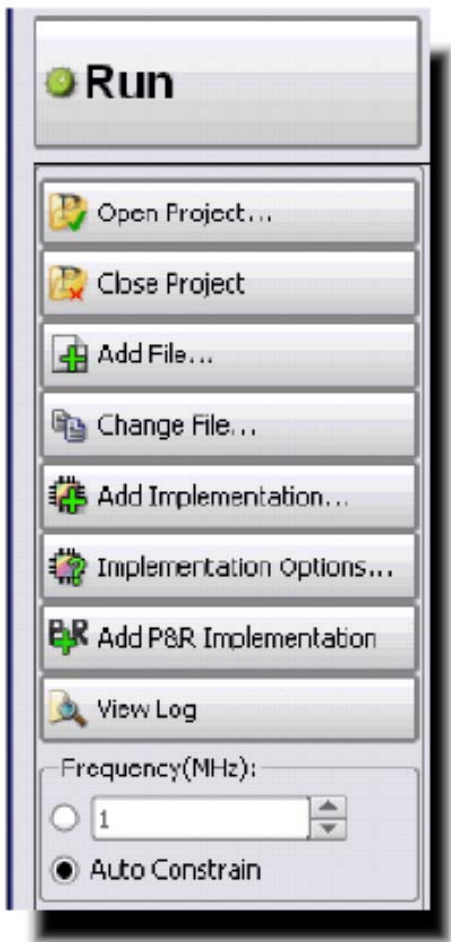 Run
Open Project...
Close Project
Add File...
Change File...
Add Implementation...
Implementation Options...
Add P&R Implementation
View Log
Frequency(MHz):
1
Auto Constrain